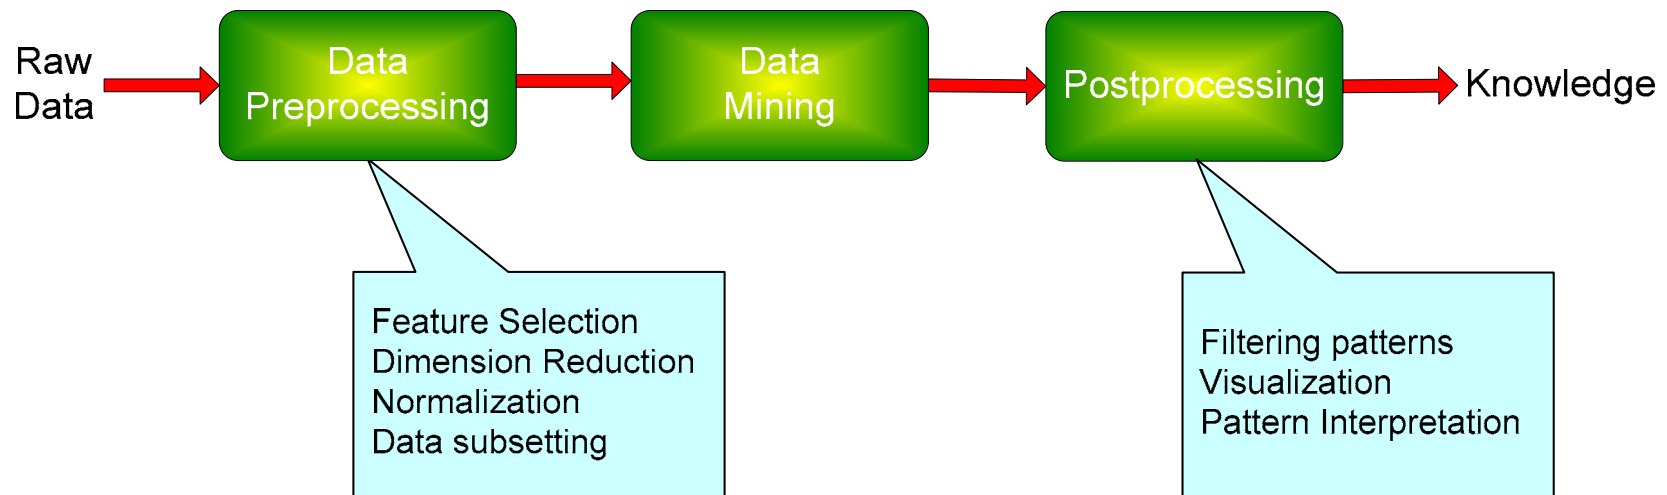 Raw
Data
Data
Preprocessing
Data
Mining
Postprocessing
Knowledge
Feature Selection
Dimension Reduction
Normalization
Data subsetting
Filtering patterns
Visualization
Pattern Interpretation